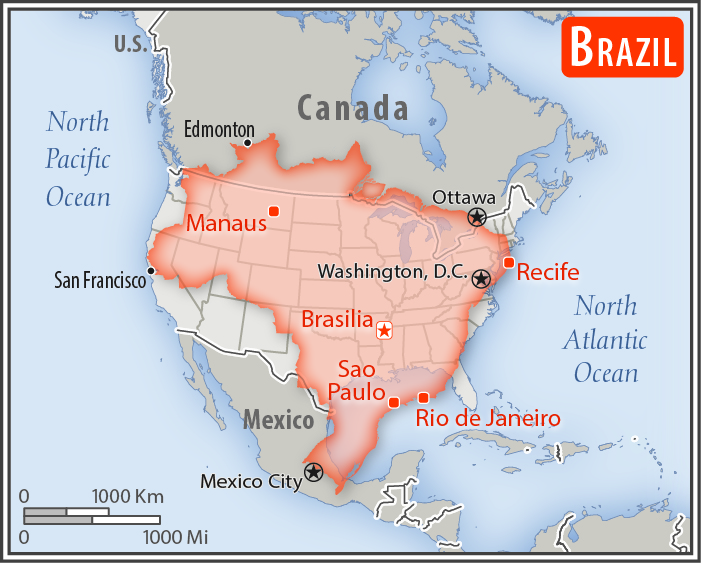 U.S.
BRAZIL
Canada
North
Pacific
Ocean
Edmonton
Ottawa
Manaus
San Francisco
Washington, D.C.
Recife
Brasilia
North
Atlantic
Ocean
Sao
Paulo
Rio de Janeiro
Mexico
Mexico City
0 1000 Km
0 1000 Mi